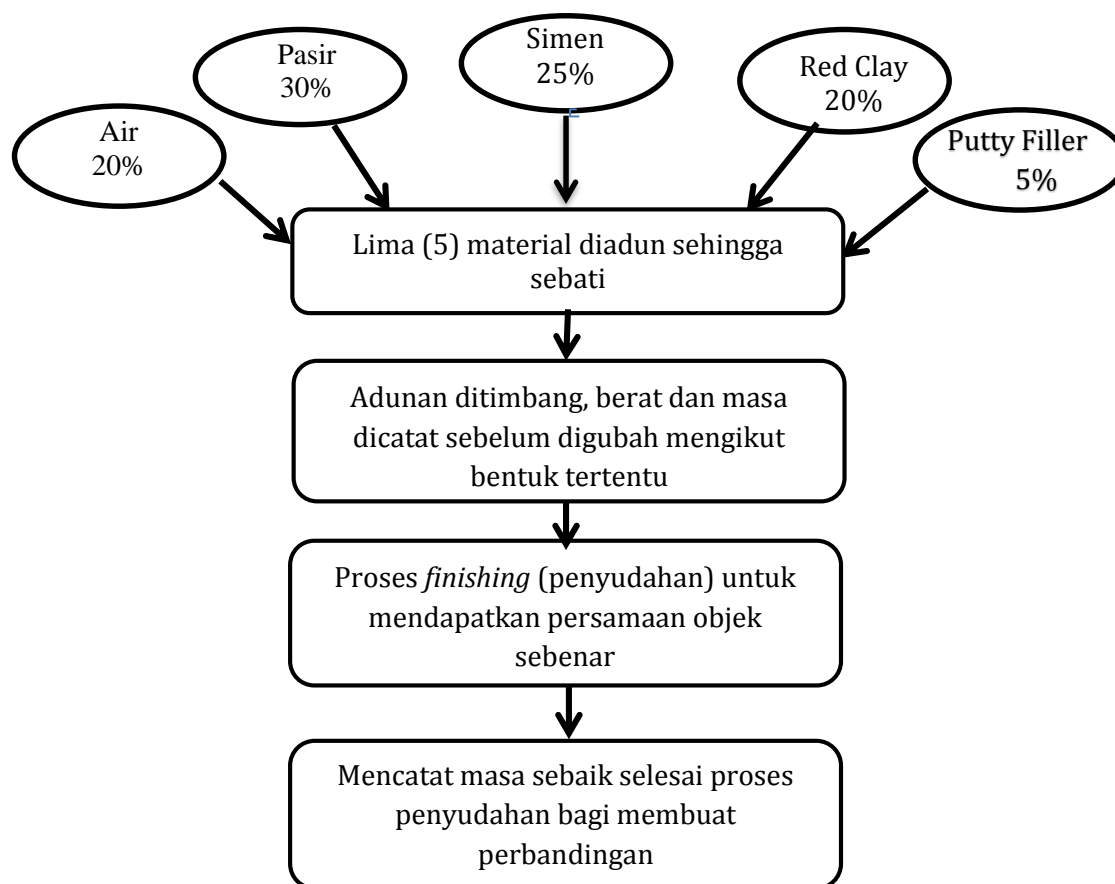 Air
20%
Pasir
30%
Simen
25%
Red Clay
20%
Putty Filler
5%
Lima (5) material diadun sehingga
sebati
Adunan ditimbang, berat dan masa
dicatat sebelum digubah mengikut
bentuk tertentu
Proses finishing (penyudahan) untuk
mendapatkan persamaan objek
sebenar
Mencatat masa sebaik selesai proses
penyudahan bagi membuat
perbandingan